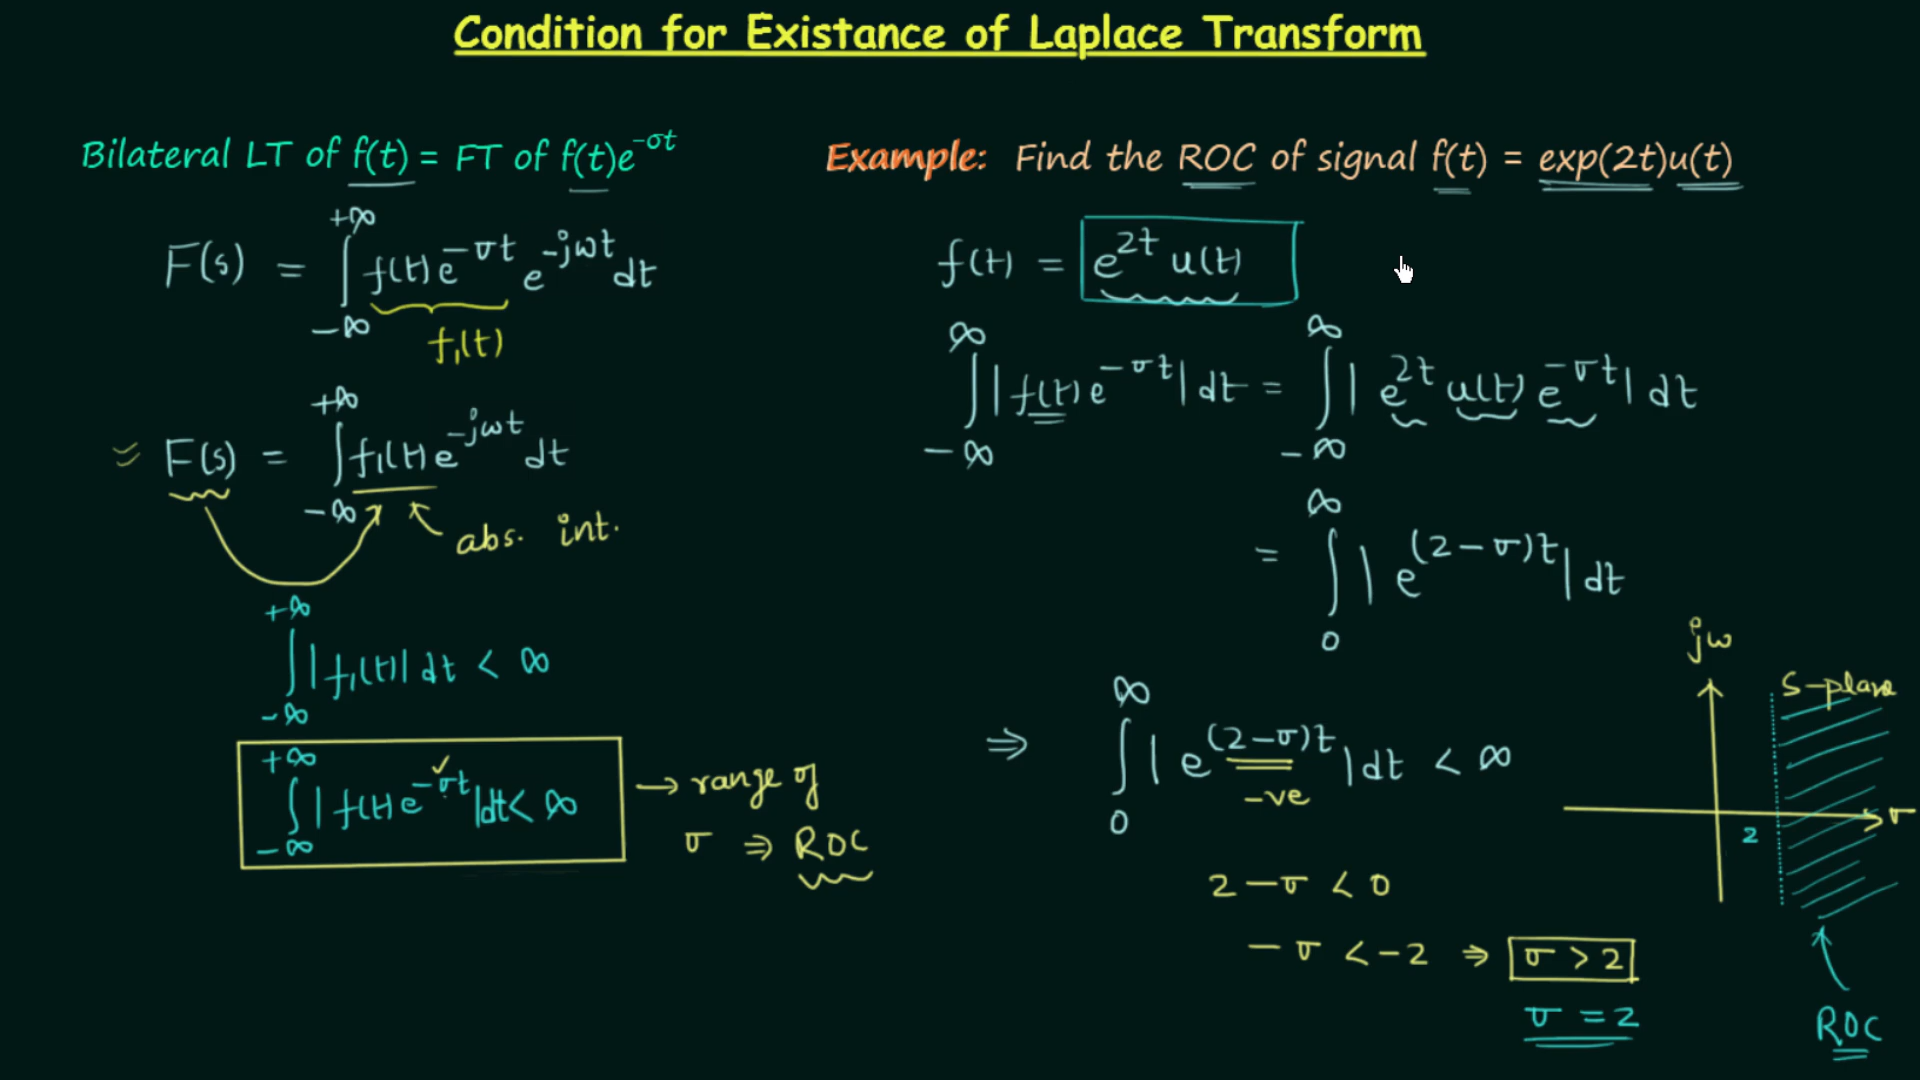 Condition for Existance of Laplace Transform
Bilateral LT of f(t) = FT of f(t)e^-σt
F(s) = ∫_-∞^+∞ f(t)e^-σt e^-jωt dt
f₁(t)
F(s) = ∫_-∞^+∞ f₁(t)e^-jωt dt
abs. int.
∫_-∞^+∞ |f₁(t)| dt < ∞
∫_-∞^+∞ |f(t)e^-σt|dt < ∞ → range of
σ ⇒ ROC
Example: Find the ROC of signal f(t) = exp(2t)u(t)
f(t) = e^2t u(t)
∫_-∞^∞ |f(t)e^-σt| dt = ∫_-∞^∞ |e^2t u(t) e^-σt| dt
= ∫_0^∞ |e^(2-σ)t| dt
⇒ ∫_0^∞ |e^(2-σ)t| dt < ∞
-ve
2-σ < 0
-σ < -2 ⇒ σ > 2
σ = 2
jω
S-plane
σ
2
ROC